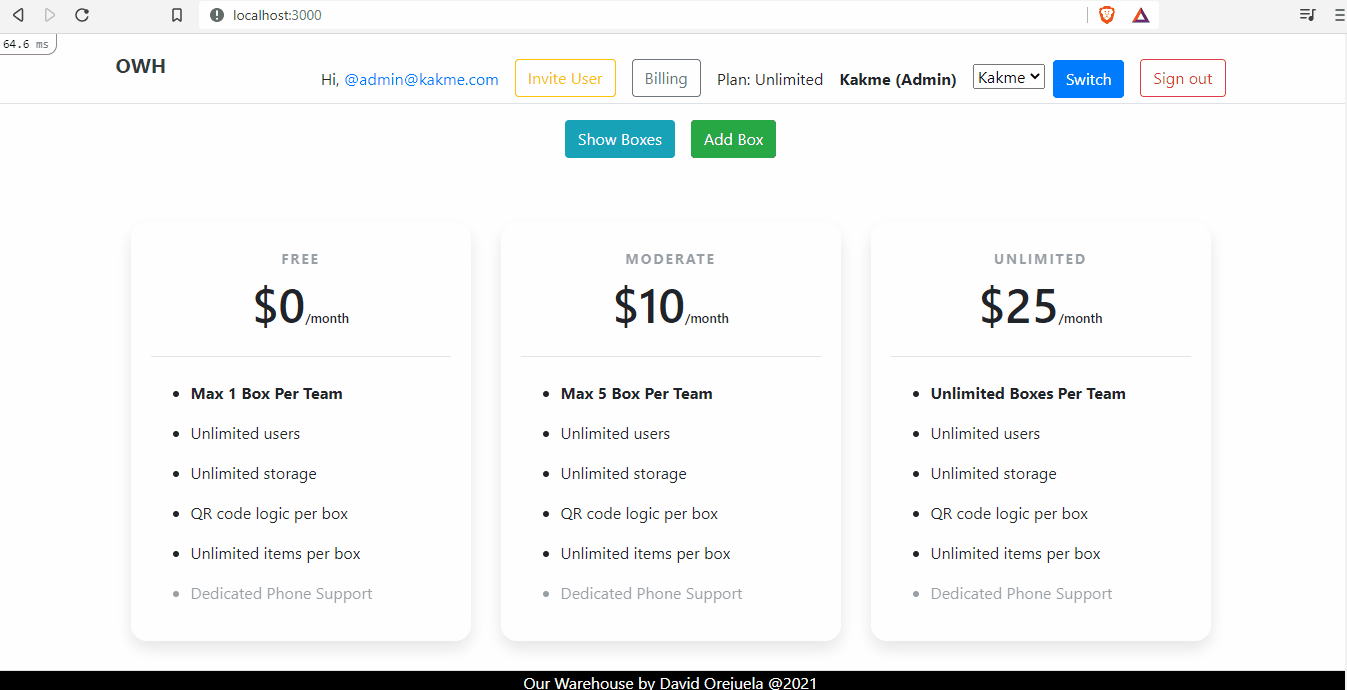 localhost:3000
64.6 ms
OWH
Hi, @admin@kakme.com Invite User Billing Plan: Unlimited Kakme (Admin) Kakme Switch Sign out
Show Boxes Add Box
FREE
$0/month
Max 1 Box Per Team
Unlimited users
Unlimited storage
QR code logic per box
Unlimited items per box
Dedicated Phone Support
MODERATE
$10/month
Max 5 Box Per Team
Unlimited users
Unlimited storage
QR code logic per box
Unlimited items per box
Dedicated Phone Support
UNLIMITED
$25/month
Unlimited Boxes Per Team
Unlimited users
Unlimited storage
QR code logic per box
Unlimited items per box
Dedicated Phone Support
Our Warehouse by David Orejuela @2021